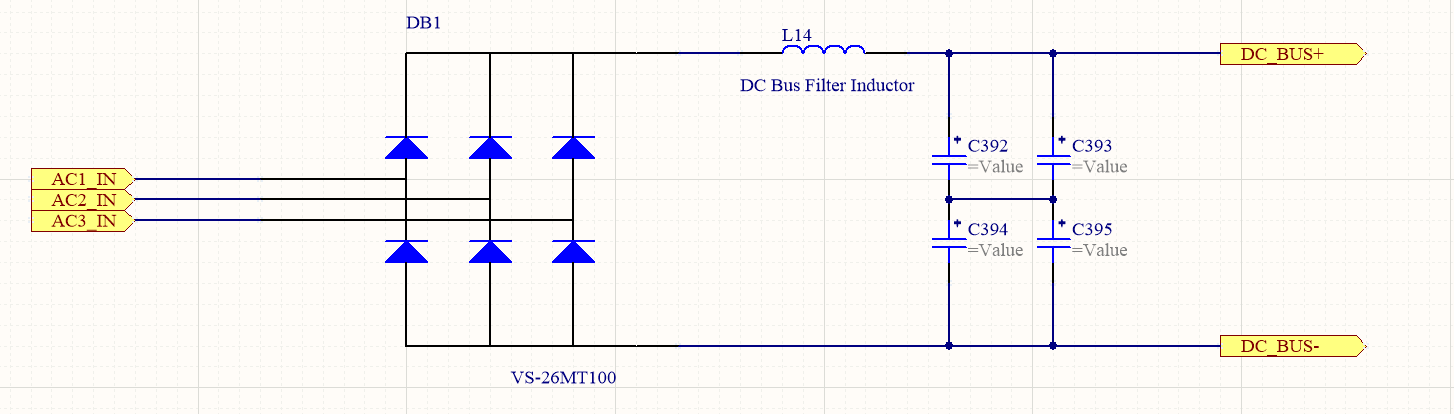 DB1
L14
DC_BUS+
DC Bus Filter Inductor
+ C392
=Value
+ C393
=Value
AC1_IN
AC2_IN
AC3_IN
+ C394
=Value
+ C395
=Value
DC_BUS-
VS-26MT100